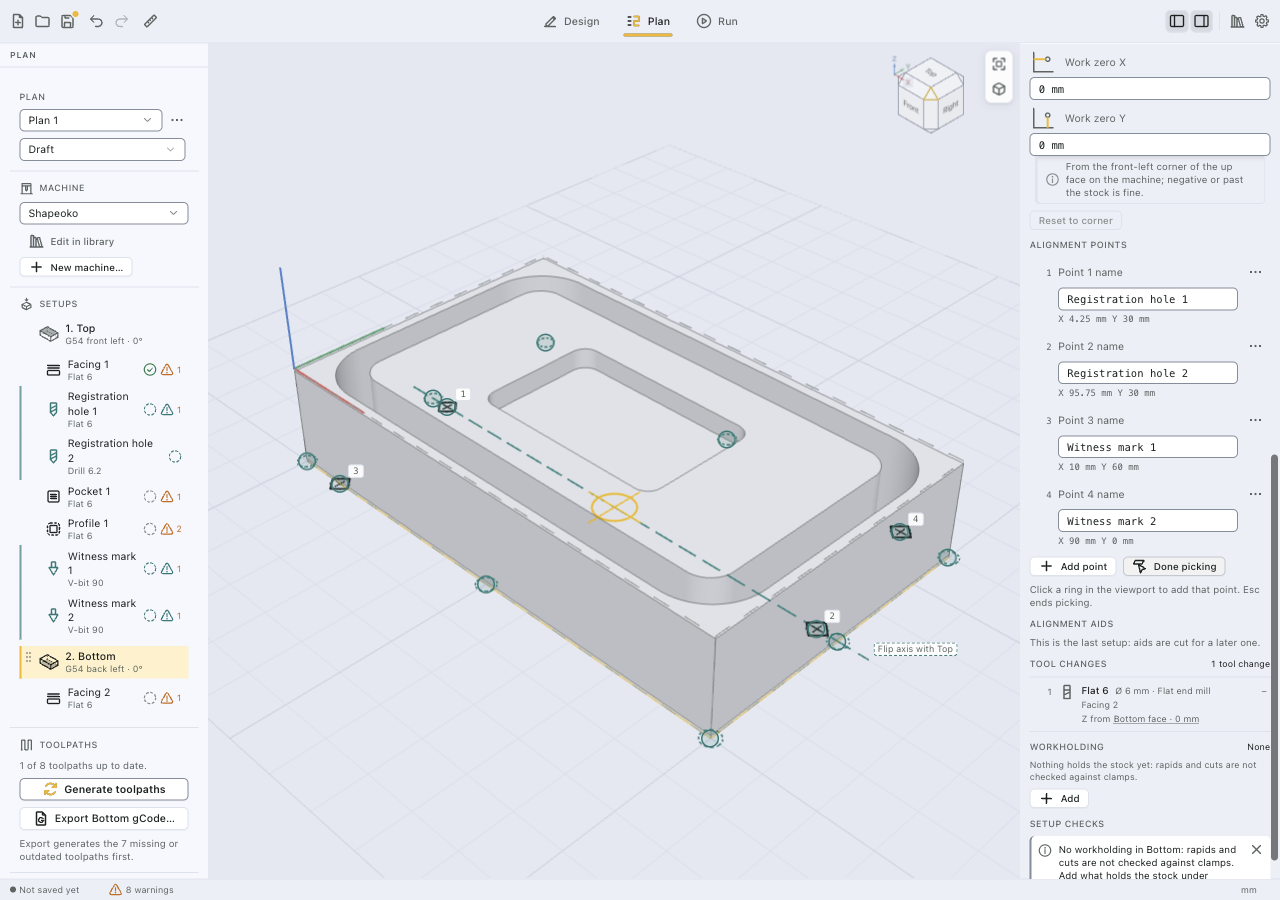 Design
Plan
Run
PLAN
PLAN
Plan 1
Draft
MACHINE
Shapeoko
Edit in library
New machine...
SETUPS
1. Top
G54 front left · 0°
Facing 1
Flat 6
1
Registration
hole 1
Flat 6
1
Registration hole
2
Drill 6.2
Pocket 1
Flat 6
1
Profile 1
Flat 6
2
Witness mark
1
V-bit 90
1
Witness mark
2
V-bit 90
1
2. Bottom
G54 back left · 0°
Facing 2
Flat 6
1
TOOLPATHS
1 of 8 toolpaths up to date.
Generate toolpaths
Export Bottom gCode...
Export generates the 7 missing or
outdated toolpaths first.
Not saved yet
8 warnings
mm
Z
Y
X
Top
Front
Right
1
3
4
2
Flip axis with Top
Work zero X
0 mm
Work zero Y
0 mm
From the front-left corner of the up
face on the machine; negative or past
the stock is fine.
Reset to corner
ALIGNMENT POINTS
1 Point 1 name
Registration hole 1
X 4.25 mm Y 30 mm
2 Point 2 name
Registration hole 2
X 95.75 mm Y 30 mm
3 Point 3 name
Witness mark 1
X 10 mm Y 60 mm
4 Point 4 name
Witness mark 2
X 90 mm Y 0 mm
Add point
Done picking
Click a ring in the viewport to add that point. Esc
ends picking.
ALIGNMENT AIDS
This is the last setup: aids are cut for a later one.
TOOL CHANGES 1 tool change
1 Flat 6 Ø 6 mm · Flat end mill –
Facing 2
Z from Bottom face · 0 mm
WORKHOLDING None
Nothing holds the stock yet: rapids and cuts are not
checked against clamps.
Add
SETUP CHECKS
No workholding in Bottom: rapids and
cuts are not checked against clamps.
Add what holds the stock under